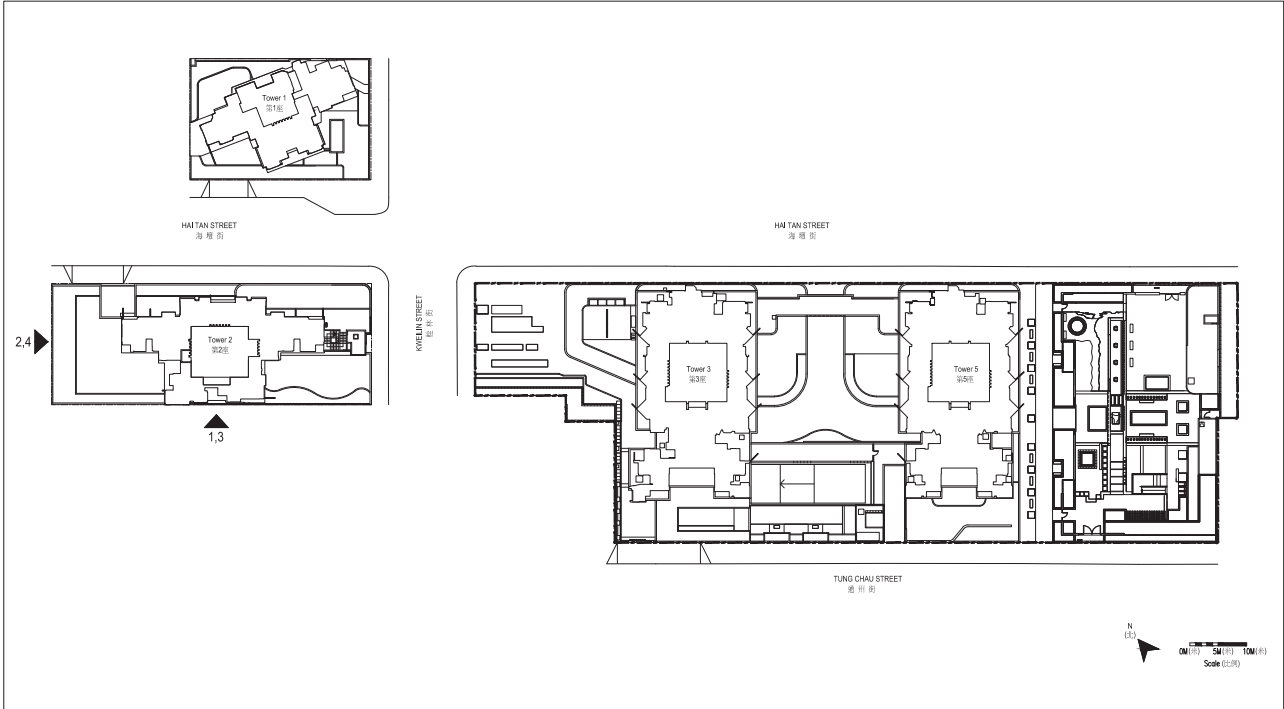 Tower 1
第1座
HAI TAN STREET
海壇街
HAI TAN STREET
海壇街
KWEILIN STREET
桂林街
2,4
Tower 2
第2座
1,3
Tower 3
第3座
Tower 5
第5座
TUNG CHAU STREET
通州街
N
(北)
0M(米) 5M(米) 10M(米)
Scale (比例)